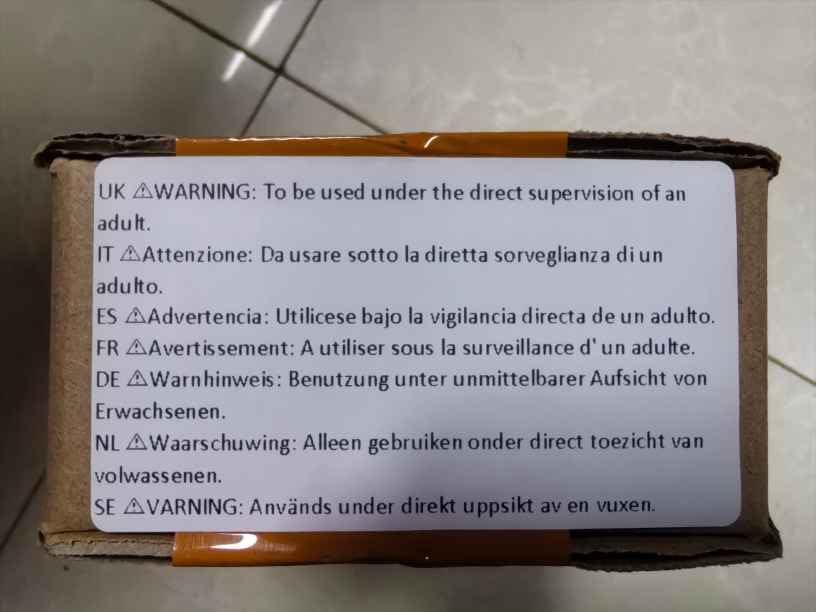 UK ⚠WARNING: To be used under the direct supervision of an
adult.
IT ⚠Attenzione: Da usare sotto la diretta sorveglianza di un
adulto.
ES ⚠Advertencia: Utilicese bajo la vigilancia directa de un adulto.
FR ⚠Avertissement: A utiliser sous la surveillance d' un adulte.
DE ⚠Warnhinweis: Benutzung unter unmittelbarer Aufsicht von
Erwachsenen.
NL ⚠Waarschuwing: Alleen gebruiken onder direct toezicht van
volwassenen.
SE ⚠VARNING: Används under direkt uppsikt av en vuxen.